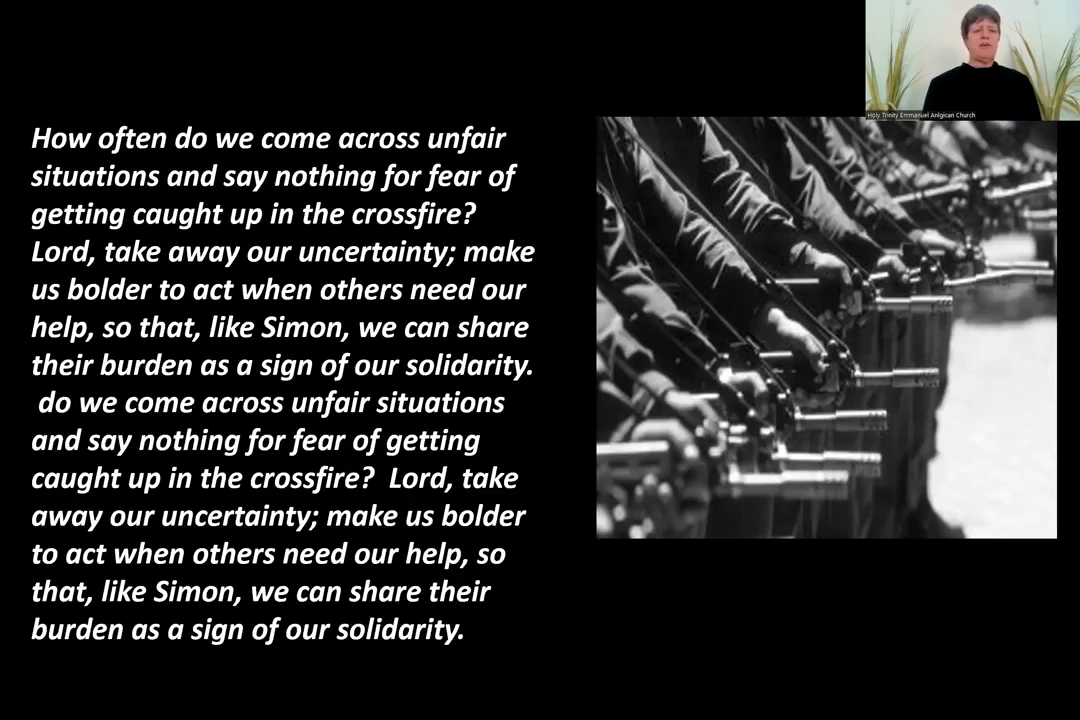 How often do we come across unfair
situations and say nothing for fear of
getting caught up in the crossfire?
Lord, take away our uncertainty; make
us bolder to act when others need our
help, so that, like Simon, we can share
their burden as a sign of our solidarity.
do we come across unfair situations
and say nothing for fear of getting
caught up in the crossfire?  Lord, take
away our uncertainty; make us bolder
to act when others need our help, so
that, like Simon, we can share their
burden as a sign of our solidarity.
Holy Trinity Emmanuel Anlgican Church